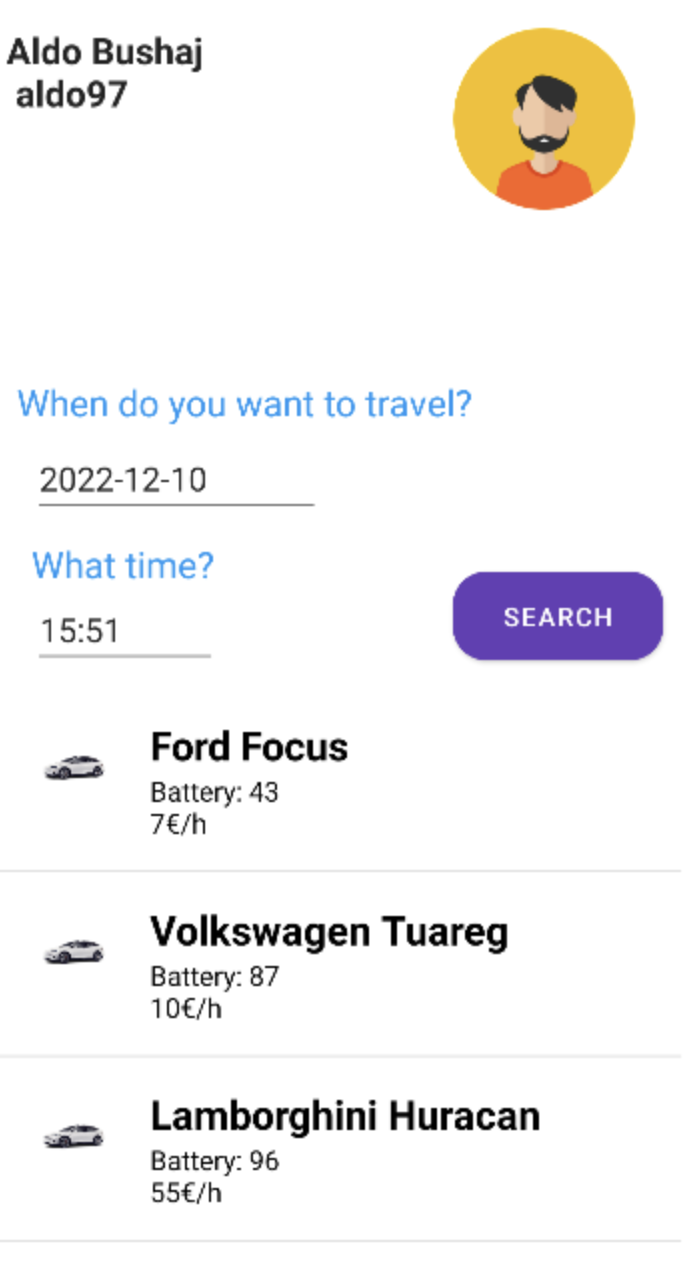 Aldo Bushaj
aldo97
When do you want to travel?
2022-12-10
What time?
15:51
SEARCH
Ford Focus
Battery: 43
7€/h
Volkswagen Tuareg
Battery: 87
10€/h
Lamborghini Huracan
Battery: 96
55€/h